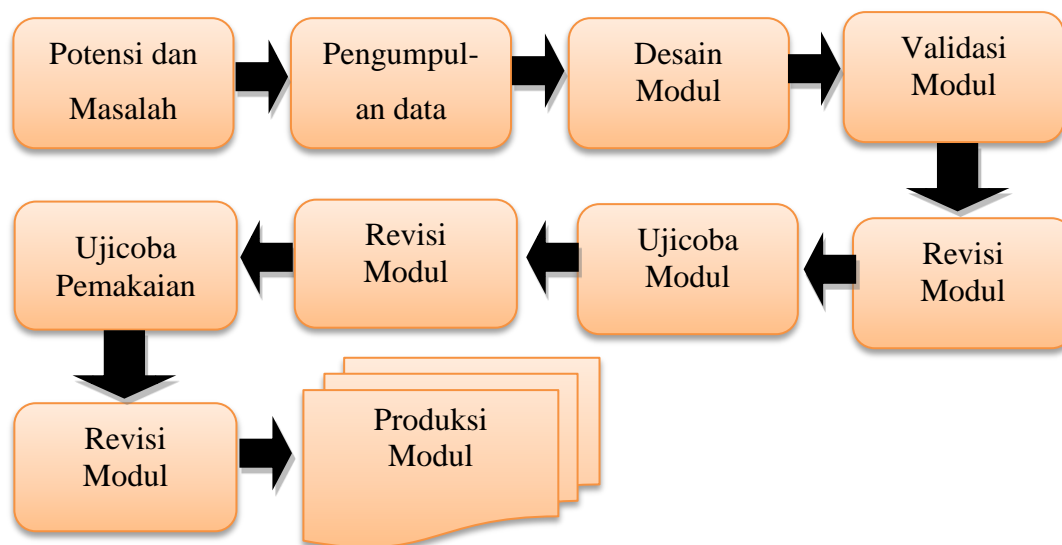 Potensi dan
Masalah
Pengumpul-
an data
Desain
Modul
Validasi
Modul
Revisi
Modul
Ujicoba
Modul
Revisi
Modul
Ujicoba
Pemakaian
Revisi
Modul
Produksi
Modul